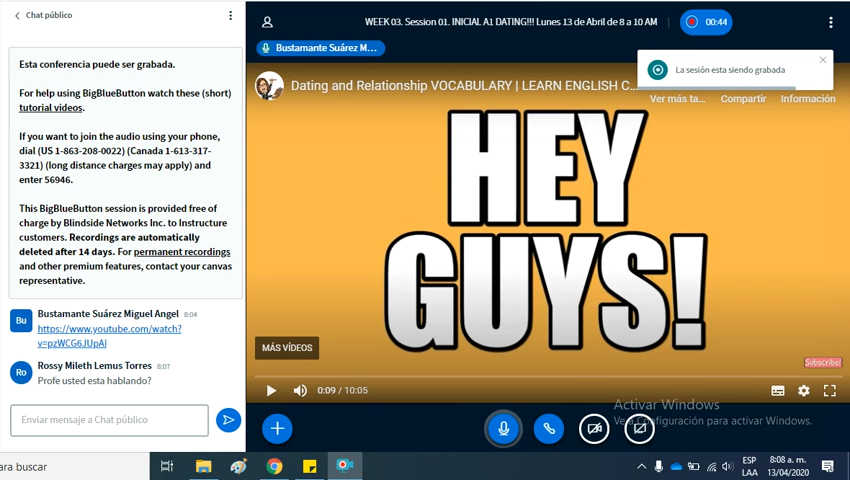 Chat público
Esta conferencia puede ser grabada.
For help using BigBlueButton watch these (short)
tutorial videos.
If you want to join the audio using your phone,
dial (US 1-863-208-0022) (Canada 1-613-317-
3321) (long distance charges may apply) and
enter 56946.
This BigBlueButton session is provided free of
charge by Blindside Networks Inc. to Instructure
customers. Recordings are automatically
deleted after 14 days. For permanent recordings
and other premium features, contact your canvas
representative.
Bu
Bustamante Suárez Miguel Angel 8:04
https://www.youtube.com/watch?
v=pzWCG6JUpAI
Ro
Rossy Mileth Lemus Torres 8:07
Profe usted esta hablando?
Enviar mensaje a Chat público
WEEK 03. Session 01. INICIAL A1 DATING!!! Lunes 13 de Abril de 8 a 10 AM
00:44
Bustamante Suárez M...
La sesión esta siendo grabada
Dating and Relationship VOCABULARY | LEARN ENGLISH C...
Ver más ta... Compartir Información
HEY
GUYS!
MÁS VÍDEOS
Subscribe!
0:09 / 10:05
Activar Windows
Ve a Configuración para activar Windows.
ara buscar
ESP
LAA
8:08 a. m.
13/04/2020